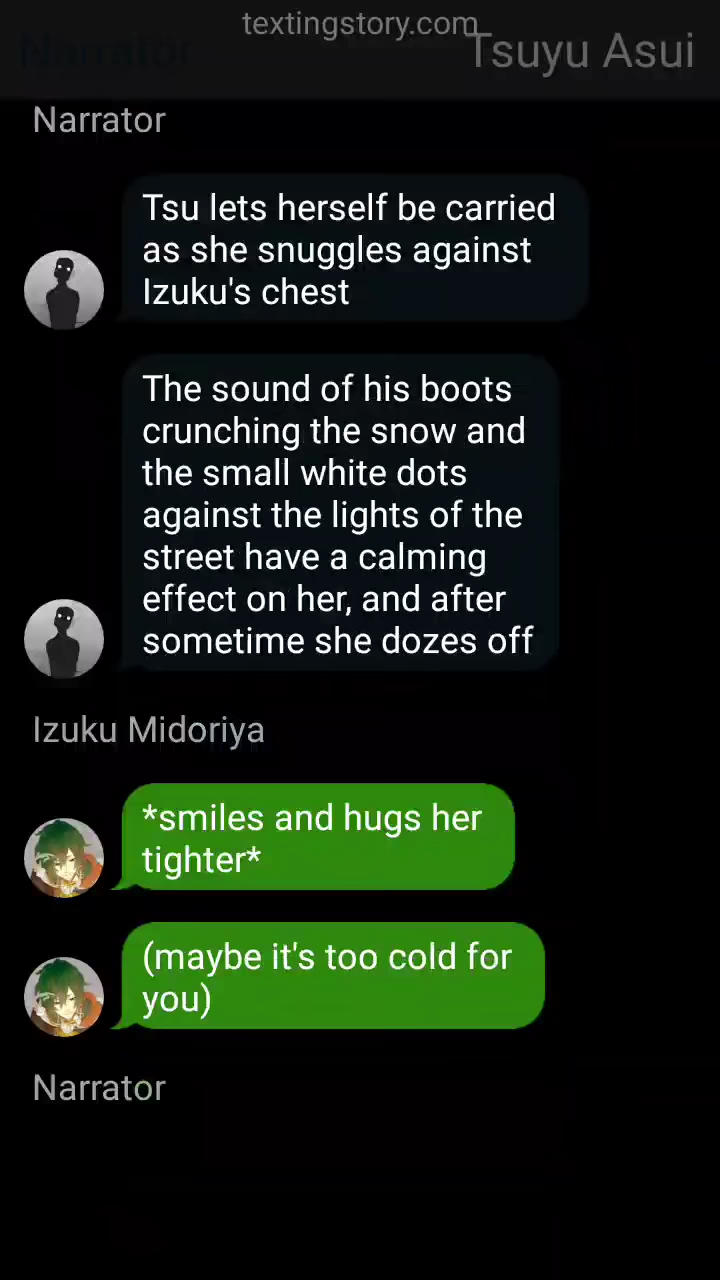 textingstory.com
Narrator
Tsuyu Asui
Narrator
Tsu lets herself be carried
as she snuggles against
Izuku's chest
The sound of his boots
crunching the snow and
the small white dots
against the lights of the
street have a calming
effect on her, and after
sometime she dozes off
Izuku Midoriya
*smiles and hugs her
tighter*
(maybe it's too cold for
you)
Narrator